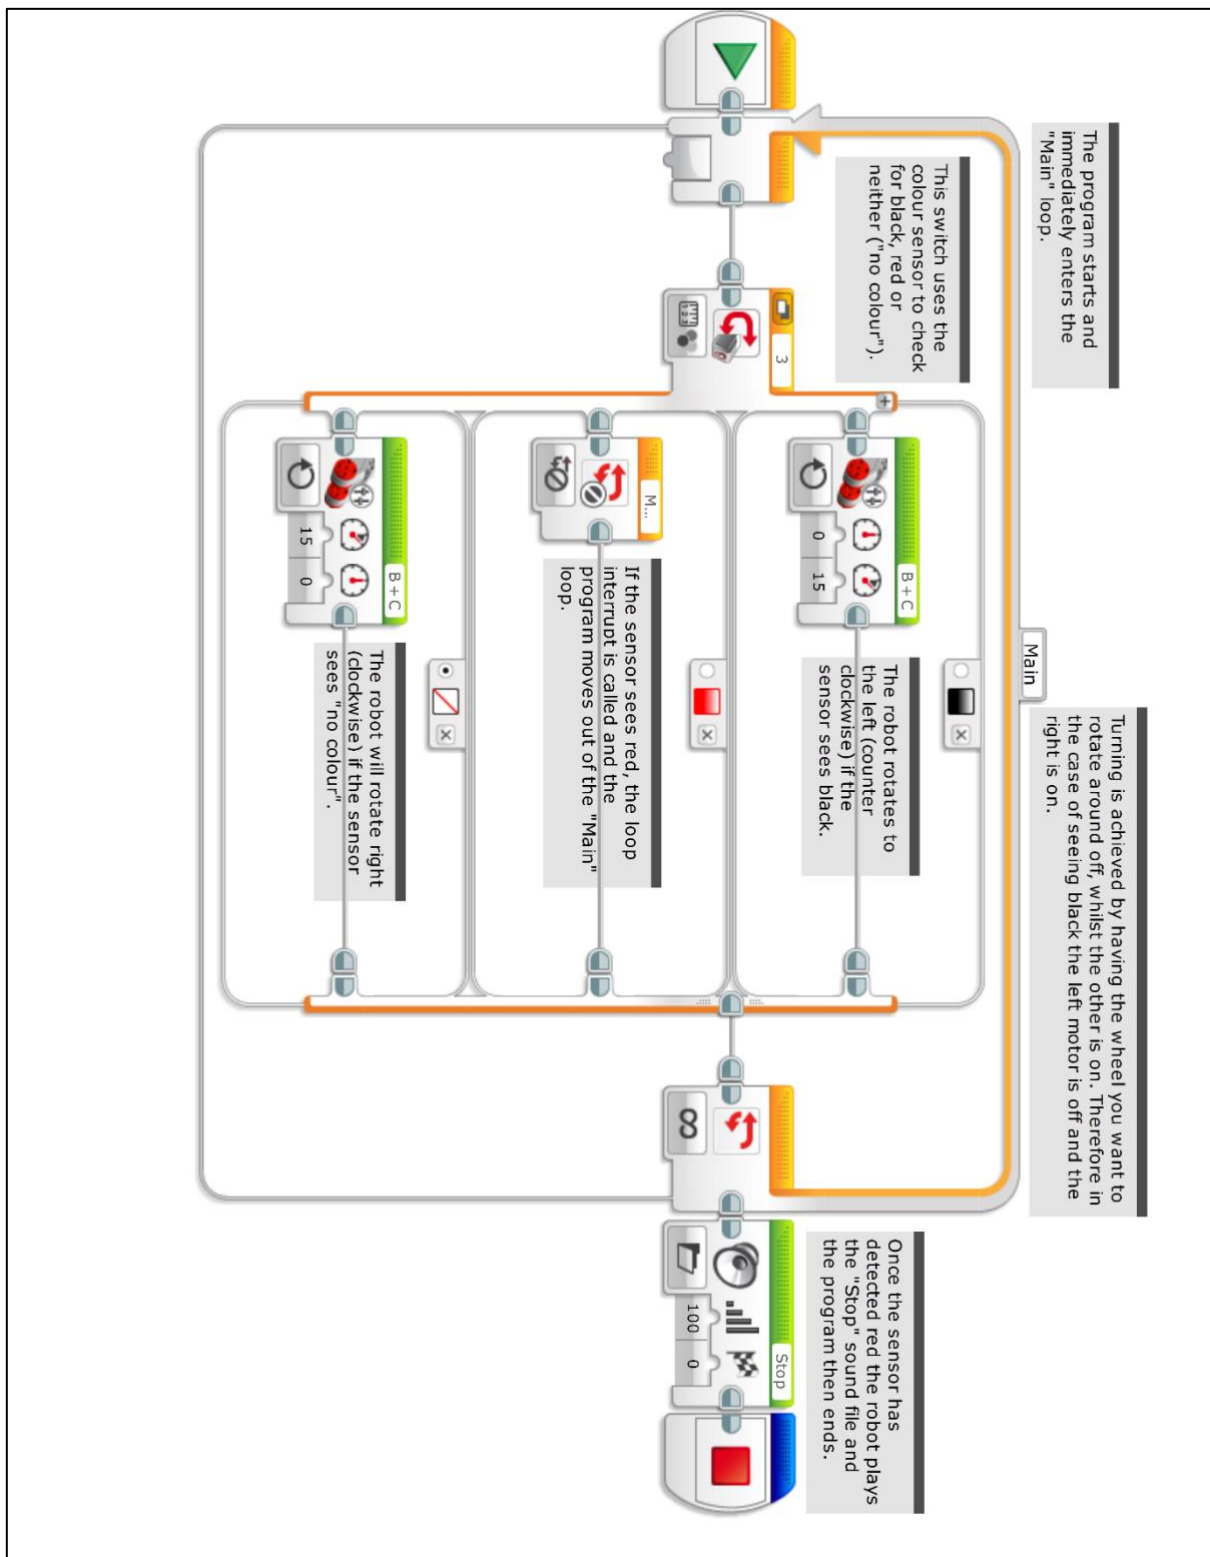 The program starts and
immediately enters the
"Main" loop.
This switch uses the
colour sensor to check
for black, red or
neither ("no colour").
Main
Turning is achieved by having the wheel you want to
rotate around off, whilst the other is on. Therefore in
the case of seeing black the left motor is off and the
right is on.
3
B + C
0
15
The robot rotates to
the left (counter
clockwise) if the
sensor sees black.
M...
If the sensor sees red, the loop
interrupt is called and the
program moves out of the "Main"
loop.
B + C
15
0
The robot will rotate right
(clockwise) if the sensor
sees "no colour".
∞
Stop
100
0
Once the sensor has
detected red the robot plays
the "Stop" sound file and
the program then ends.